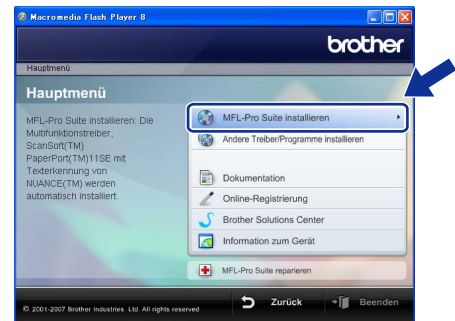 Macromedia Flash Player 8
brother
Hauptmenü
Hauptmenü
MFL-Pro Suite installieren: Die
Multifunktionstreiber,
ScanSoft(TM)
PaperPort(TM)11SE mit
Texterkennung von
NUANCE(TM) werden
automatisch installiert.
MFL-Pro Suite installieren
Andere Treiber/Programme installieren
Dokumentation
Online-Registrierung
Brother Solutions Center
Information zum Gerät
MFL-Pro Suite reparieren
© 2001-2007 Brother Industries Ltd. All rights reserved
Zurück
Beenden